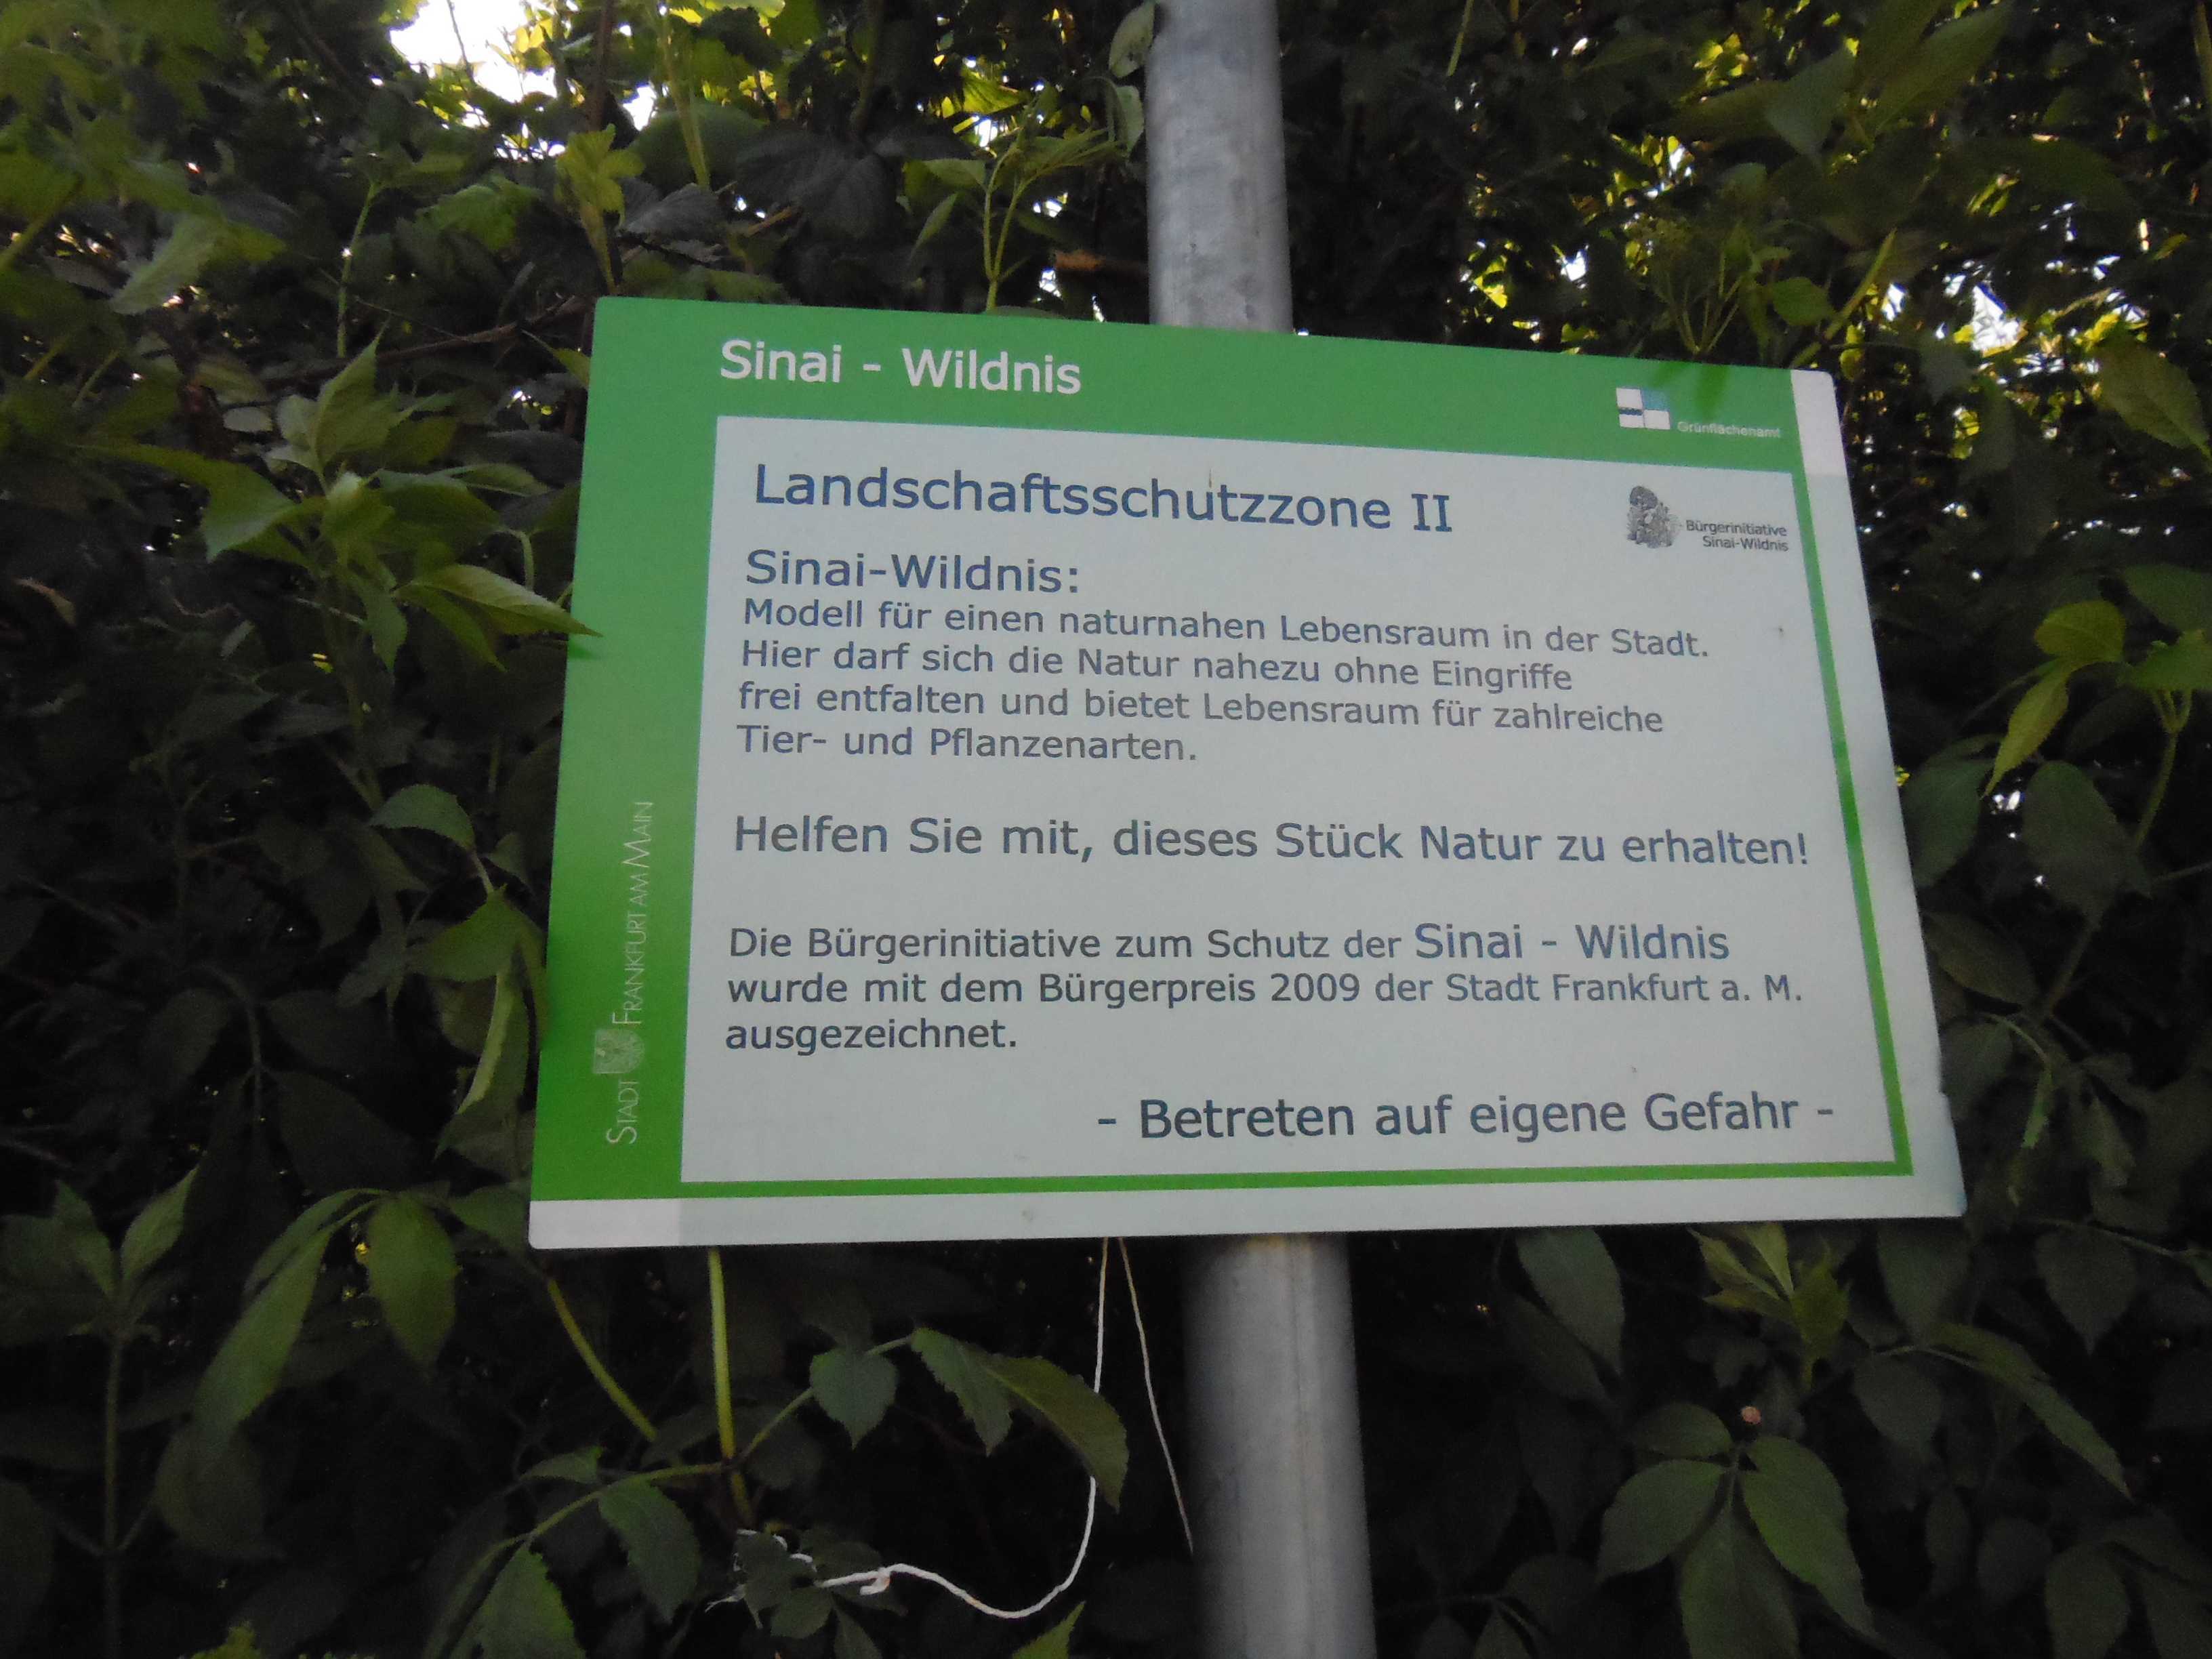 Sinai - Wildnis
Grünflächenamt
Landschaftsschutzzone II
Bürgerinitiative
Sinai-Wildnis
Sinai-Wildnis:
Modell für einen naturnahen Lebensraum in der Stadt.
Hier darf sich die Natur nahezu ohne Eingriffe
frei entfalten und bietet Lebensraum für zahlreiche
Tier- und Pflanzenarten.
Helfen Sie mit, dieses Stück Natur zu erhalten!
Die Bürgerinitiative zum Schutz der Sinai - Wildnis
wurde mit dem Bürgerpreis 2009 der Stadt Frankfurt a. M.
ausgezeichnet.
- Betreten auf eigene Gefahr -
STADT FRANKFURT AM MAIN